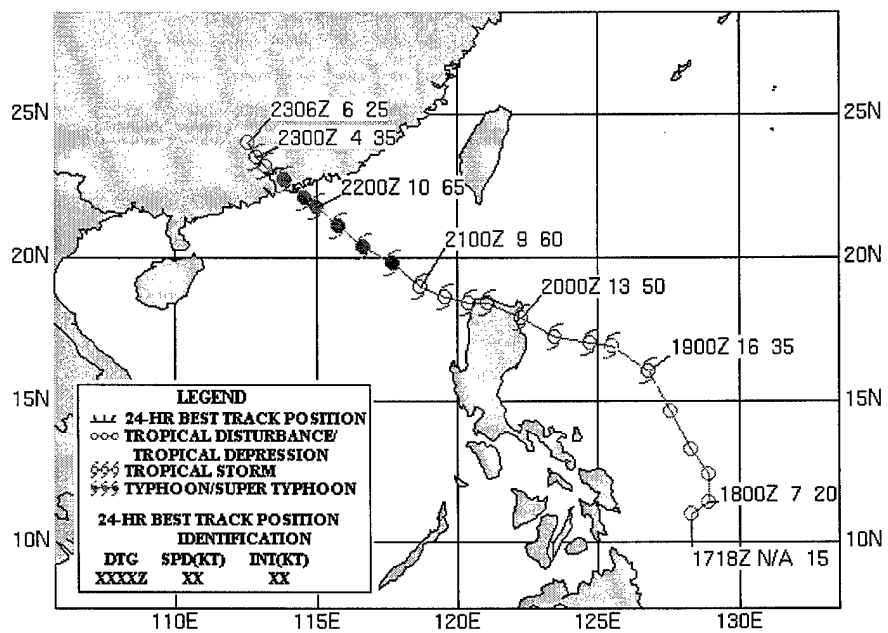 25N
25N
2306Z 6 25
2300Z 4 35
2200Z 10 65
20N
20N
2100Z 9 60
2000Z 13 50
1900Z 16 35
15N
15N
LEGEND
24-HR BEST TRACK POSITION
TROPICAL DISTURBANCE/
TROPICAL DEPRESSION
TROPICAL STORM
TYPHOON/SUPER TYPHOON
24-HR BEST TRACK POSITION
IDENTIFICATION
DTG SPD(KT) INT(KT)
XXXXZ XX XX
1800Z 7 20
10N
10N
1718Z N/A 15
110E 115E 120E 125E 130E